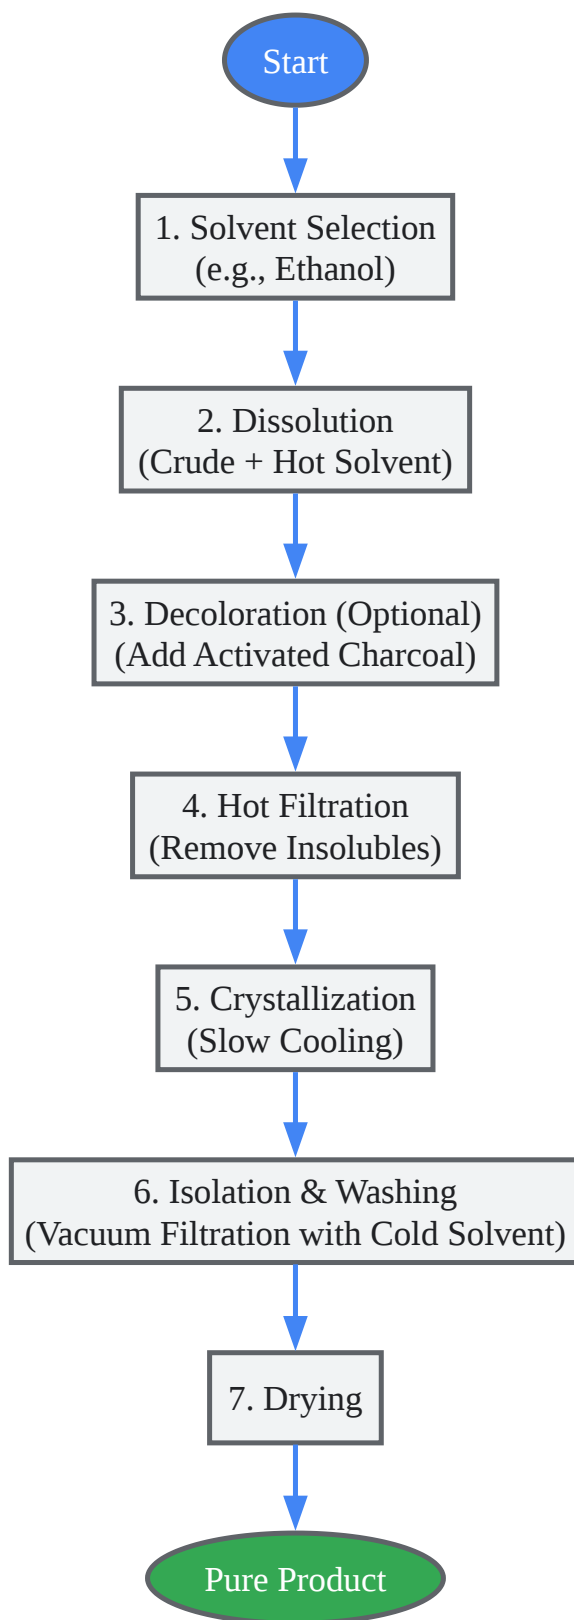 Start
1. Solvent Selection
(e.g., Ethanol)
2. Dissolution
(Crude + Hot Solvent)
3. Decoloration (Optional)
(Add Activated Charcoal)
4. Hot Filtration
(Remove Insolubles)
5. Crystallization
(Slow Cooling)
6. Isolation & Washing
(Vacuum Filtration with Cold Solvent)
7. Drying
Pure Product